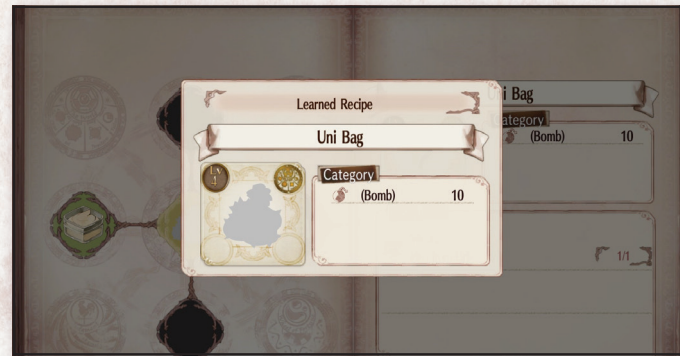 Learned Recipe
Uni Bag
Lv
1
Category
(Bomb) 10
i Bag
ategory
(Bomb) 10
1/1